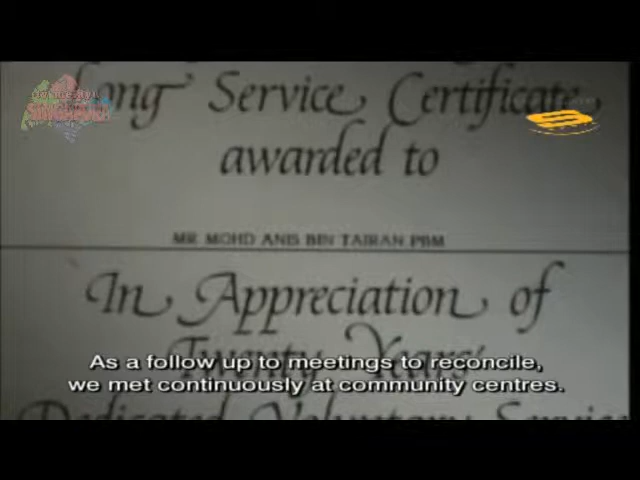 Long Service Certificate
awarded to
MR MOHD ANIS BIN TAIRAN PBM
In Appreciation of
Twenty Years'
As a follow up to meetings to reconcile,
we met continuously at community centres.
Dedicated Voluntary Service